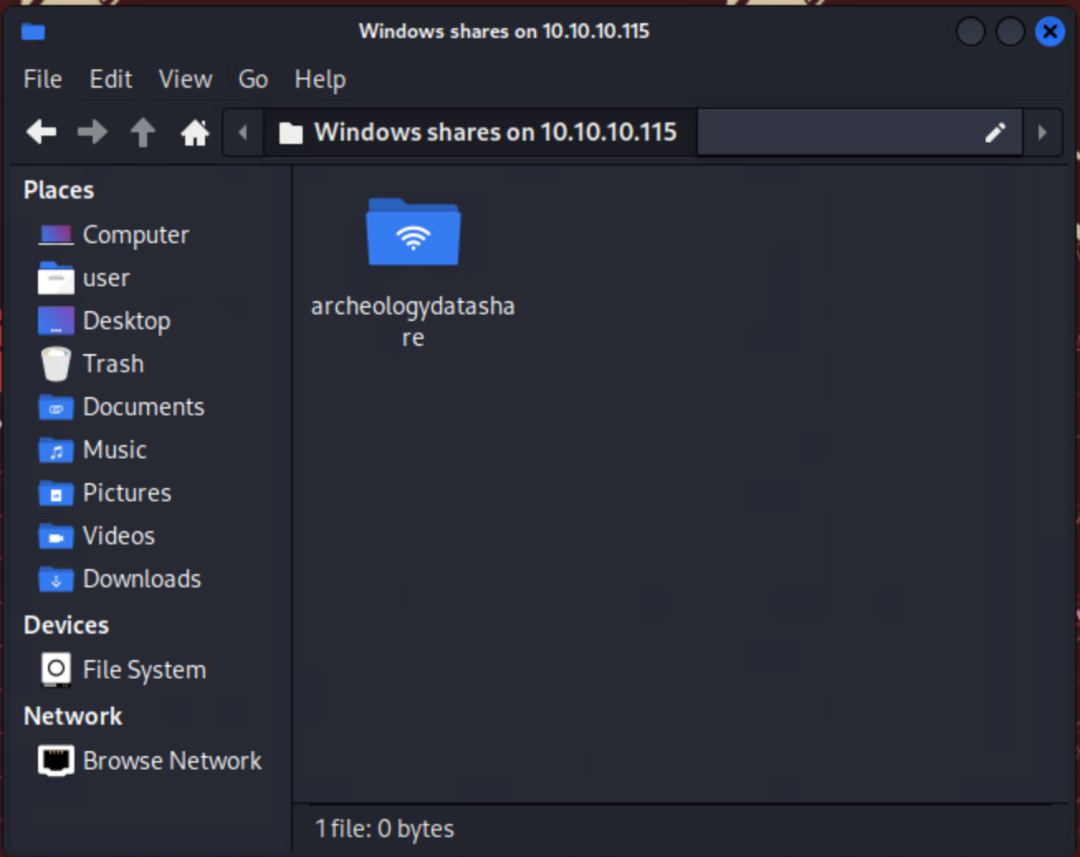 Windows shares on 10.10.10.115
File Edit View Go Help
Windows shares on 10.10.10.115
Places
Computer
user
Desktop
Trash
Documents
Music
Pictures
Videos
Downloads
Devices
File System
Network
Browse Network
archeologydatasha
re
1 file: 0 bytes